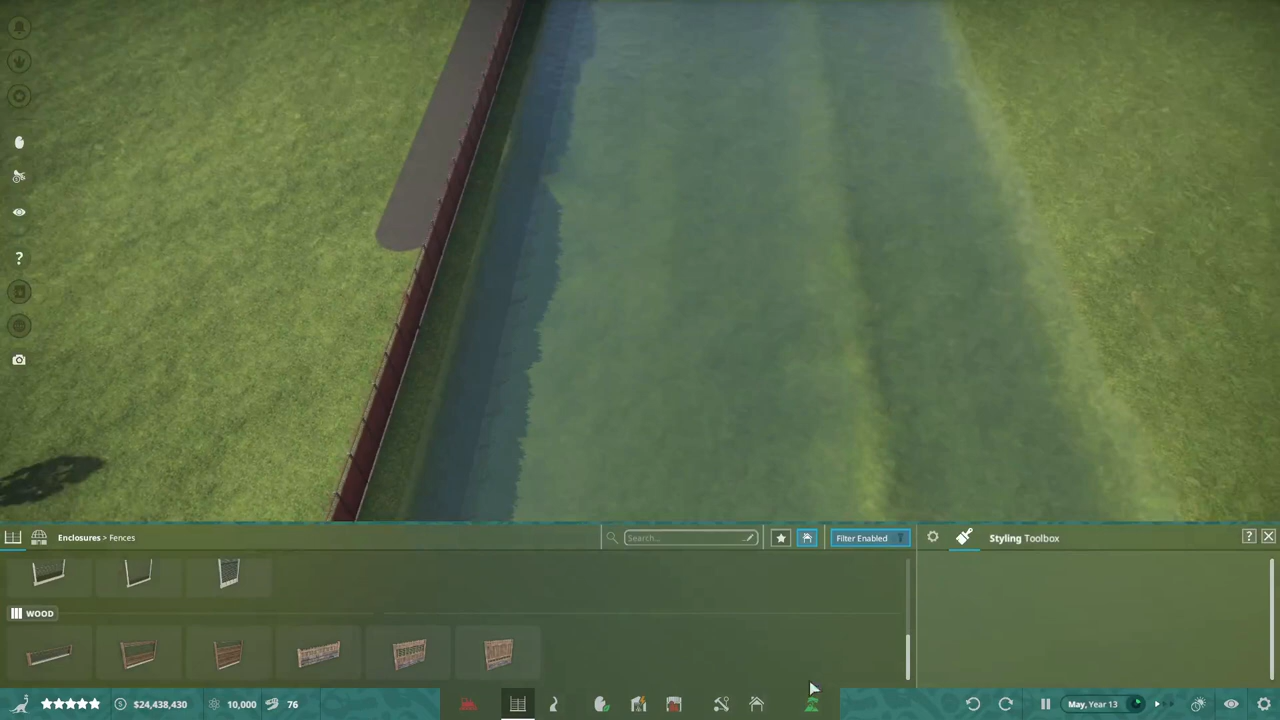 Enclosures > Fences
Search...
Filter Enabled
Styling Toolbox
?
WOOD
$24,438,430
10,000
76
May, Year 13